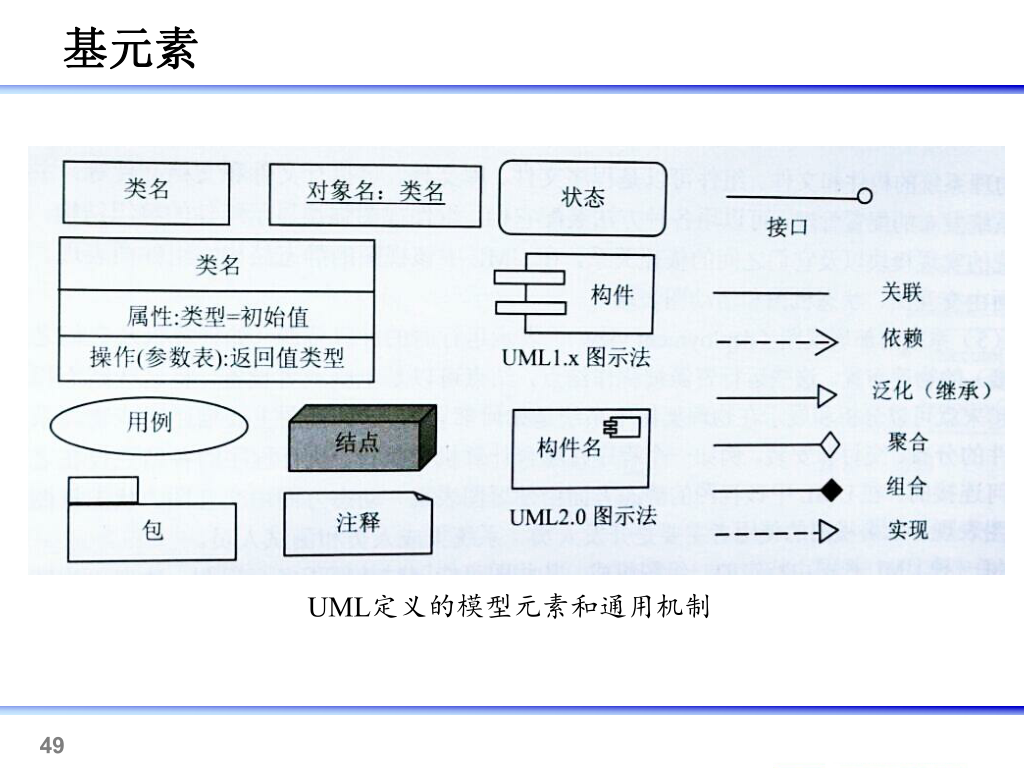 基元素
类名
对象名：类名
状态
接口
类名
属性:类型=初始值
操作(参数表):返回值类型
构件
UML1.x 图示法
关联
依赖
泛化（继承）
用例
结点
构件名
聚合
组合
包
注释
UML2.0 图示法
实现
UML定义的模型元素和通用机制
49